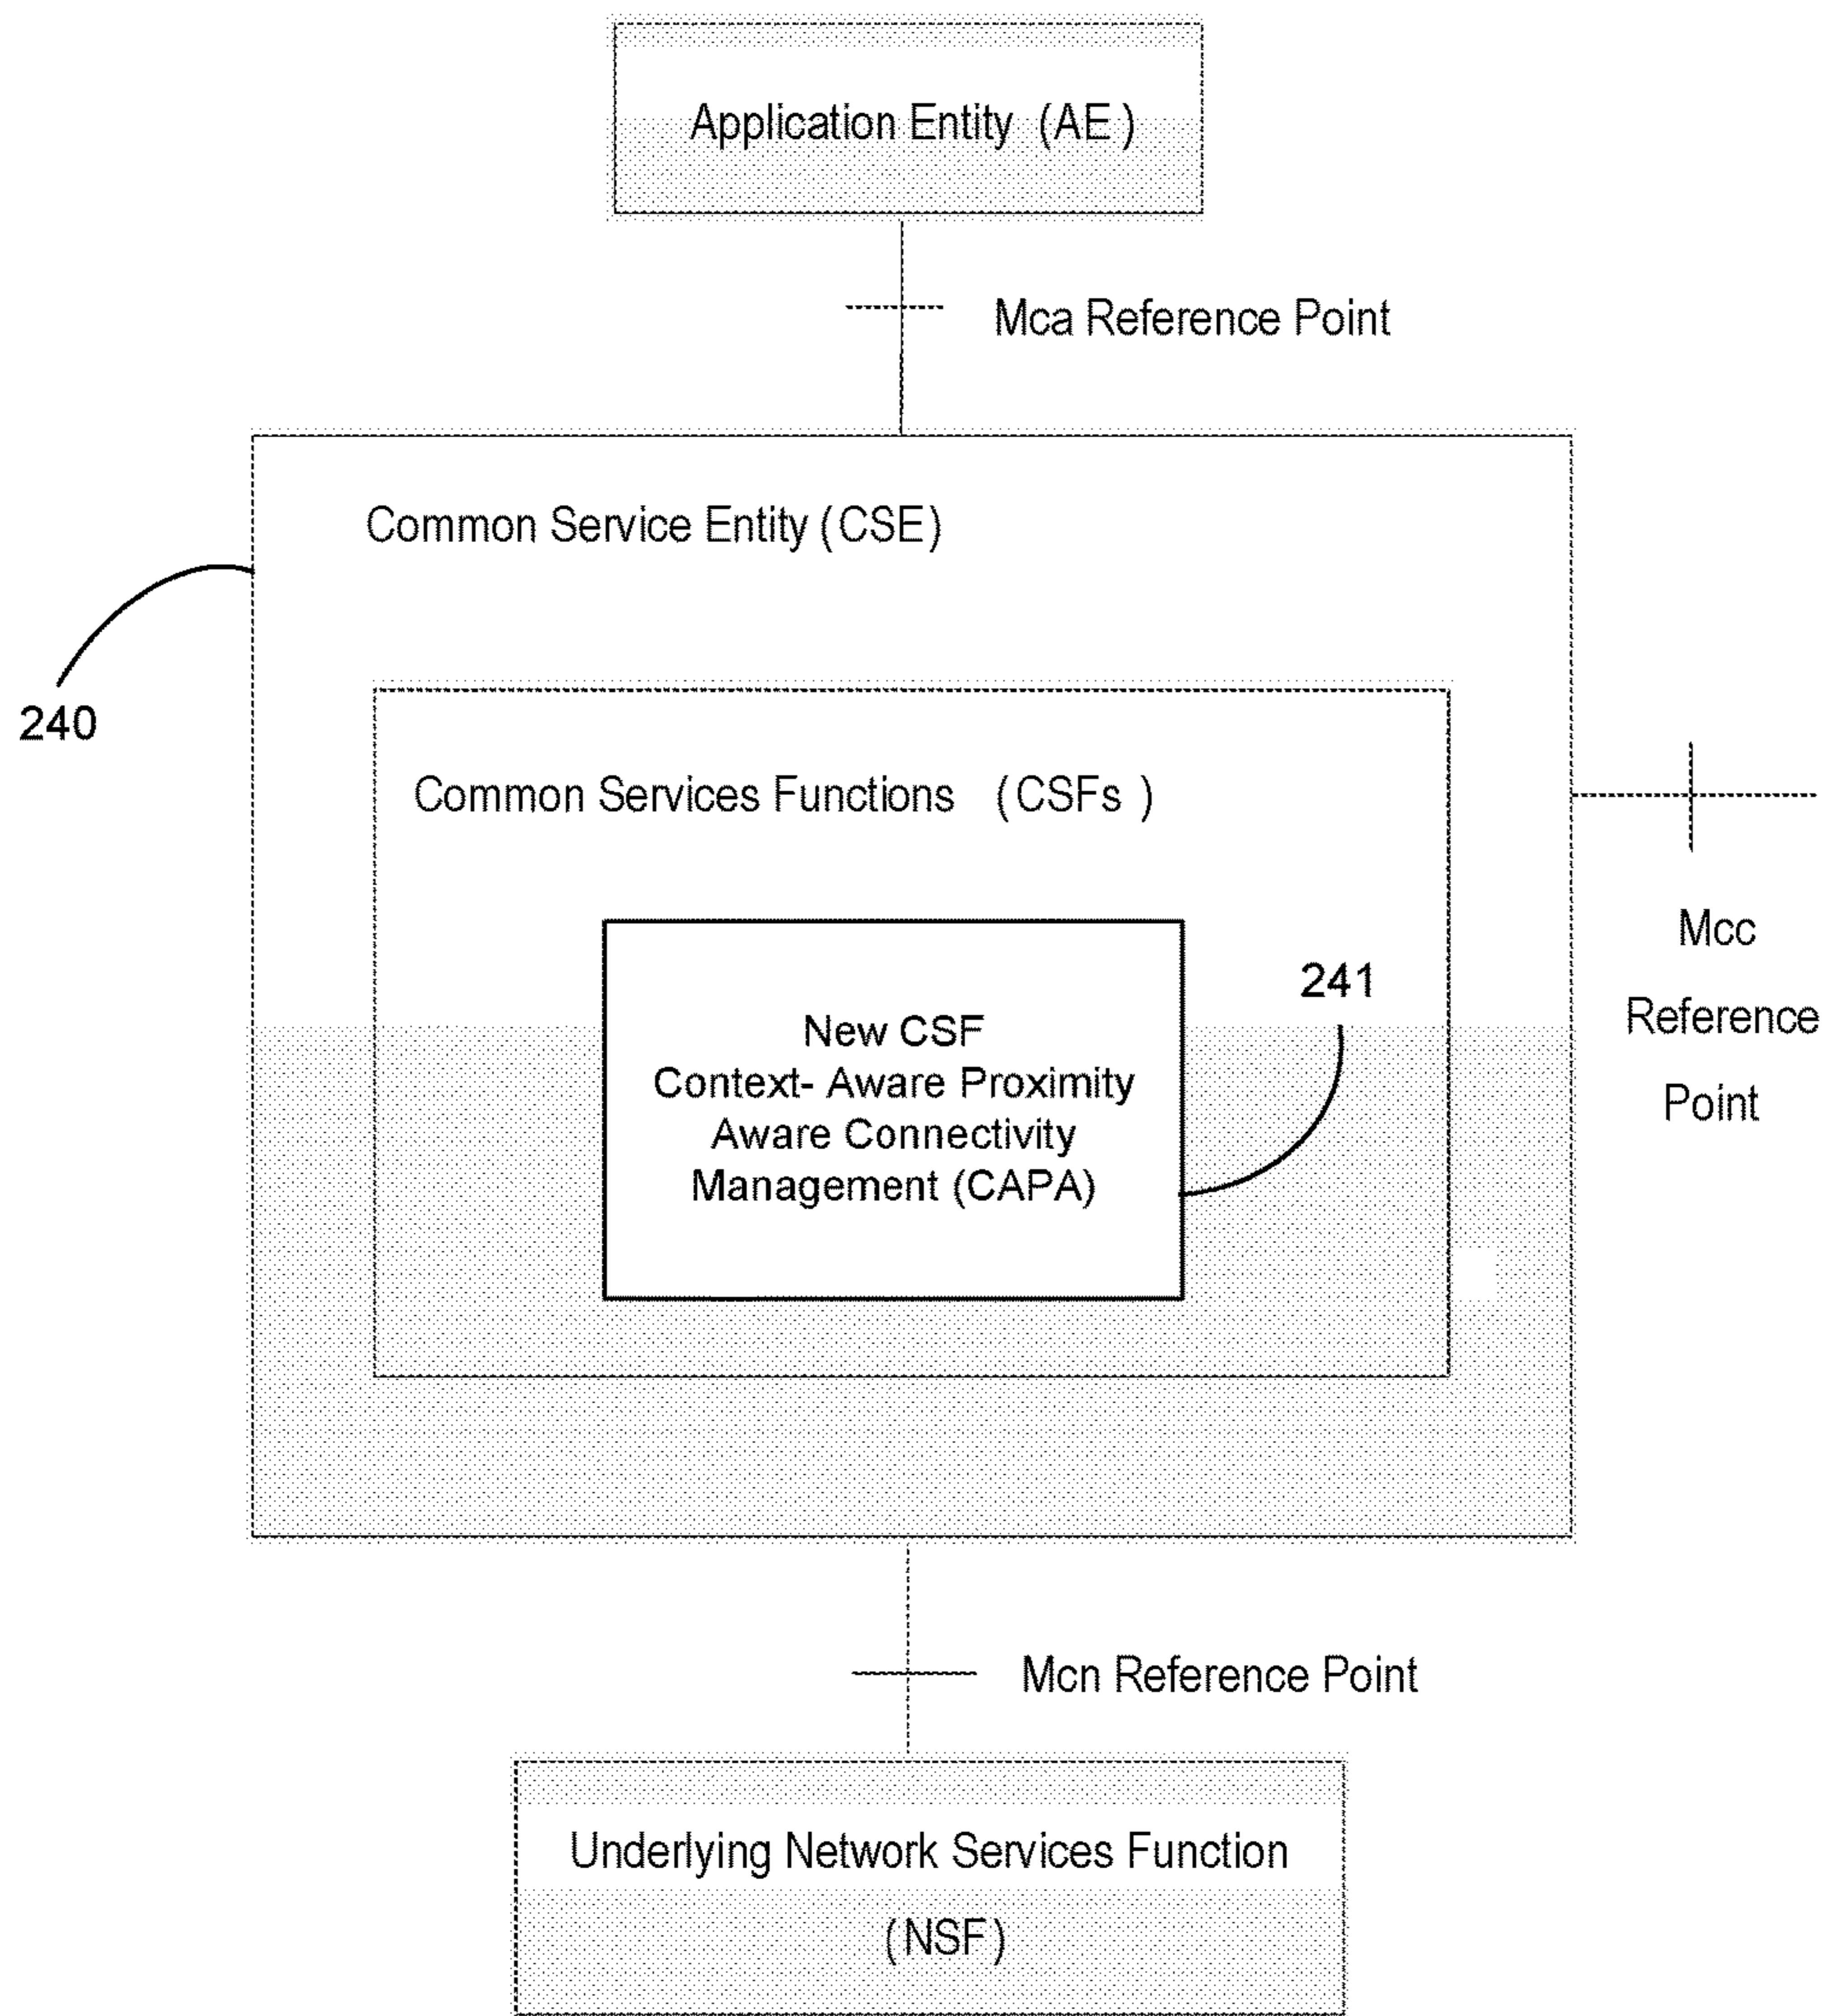 Application Entity (AE)
Mca Reference Point
Common Service Entity (CSE)
240
Common Services Functions (CSFs)
Mcc
Reference
Point
241
New CSF
Context- Aware Proximity
Aware Connectivity
Management (CAPA)
Mcn Reference Point
Underlying Network Services Function
(NSF)